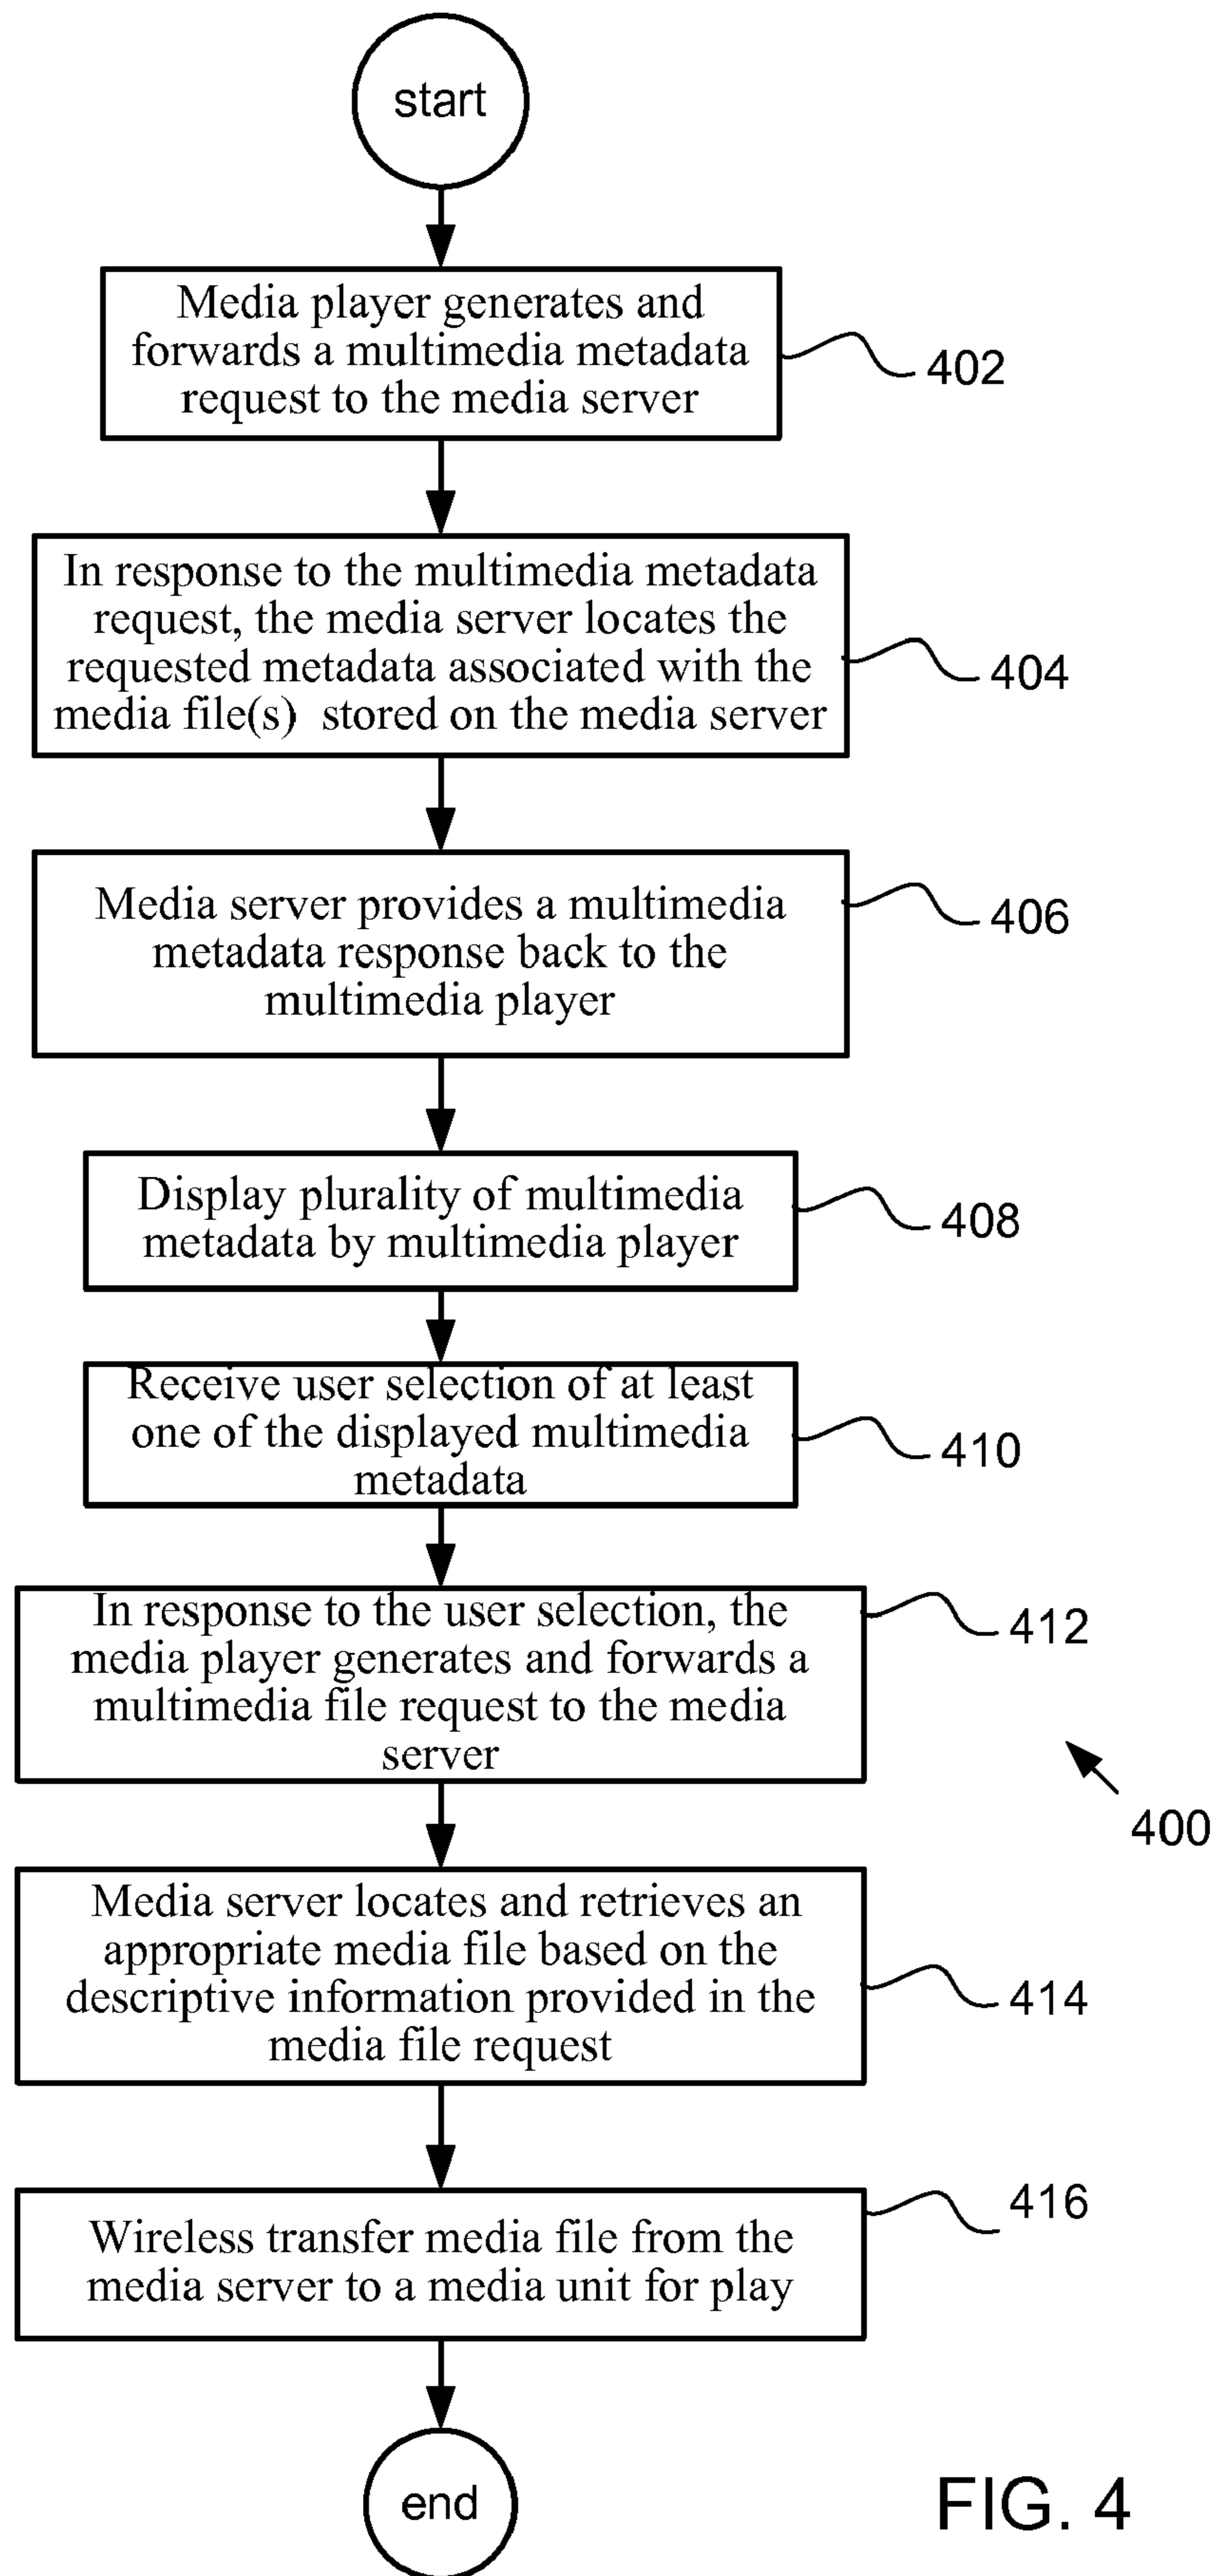 start
Media player generates and
forwards a multimedia metadata
request to the media server
402
In response to the multimedia metadata
request, the media server locates the
requested metadata associated with the
media file(s)  stored on the media server
404
Media server provides a multimedia
metadata response back to the
multimedia player
406
Display plurality of multimedia
metadata by multimedia player
408
Receive user selection of at least
one of the displayed multimedia
metadata
410
In response to the user selection, the
media player generates and forwards a
multimedia file request to the media
server
412
400
Media server locates and retrieves an
appropriate media file based on the
descriptive information provided in the
media file request
414
Wireless transfer media file from the
media server to a media unit for play
416
end
FIG. 4